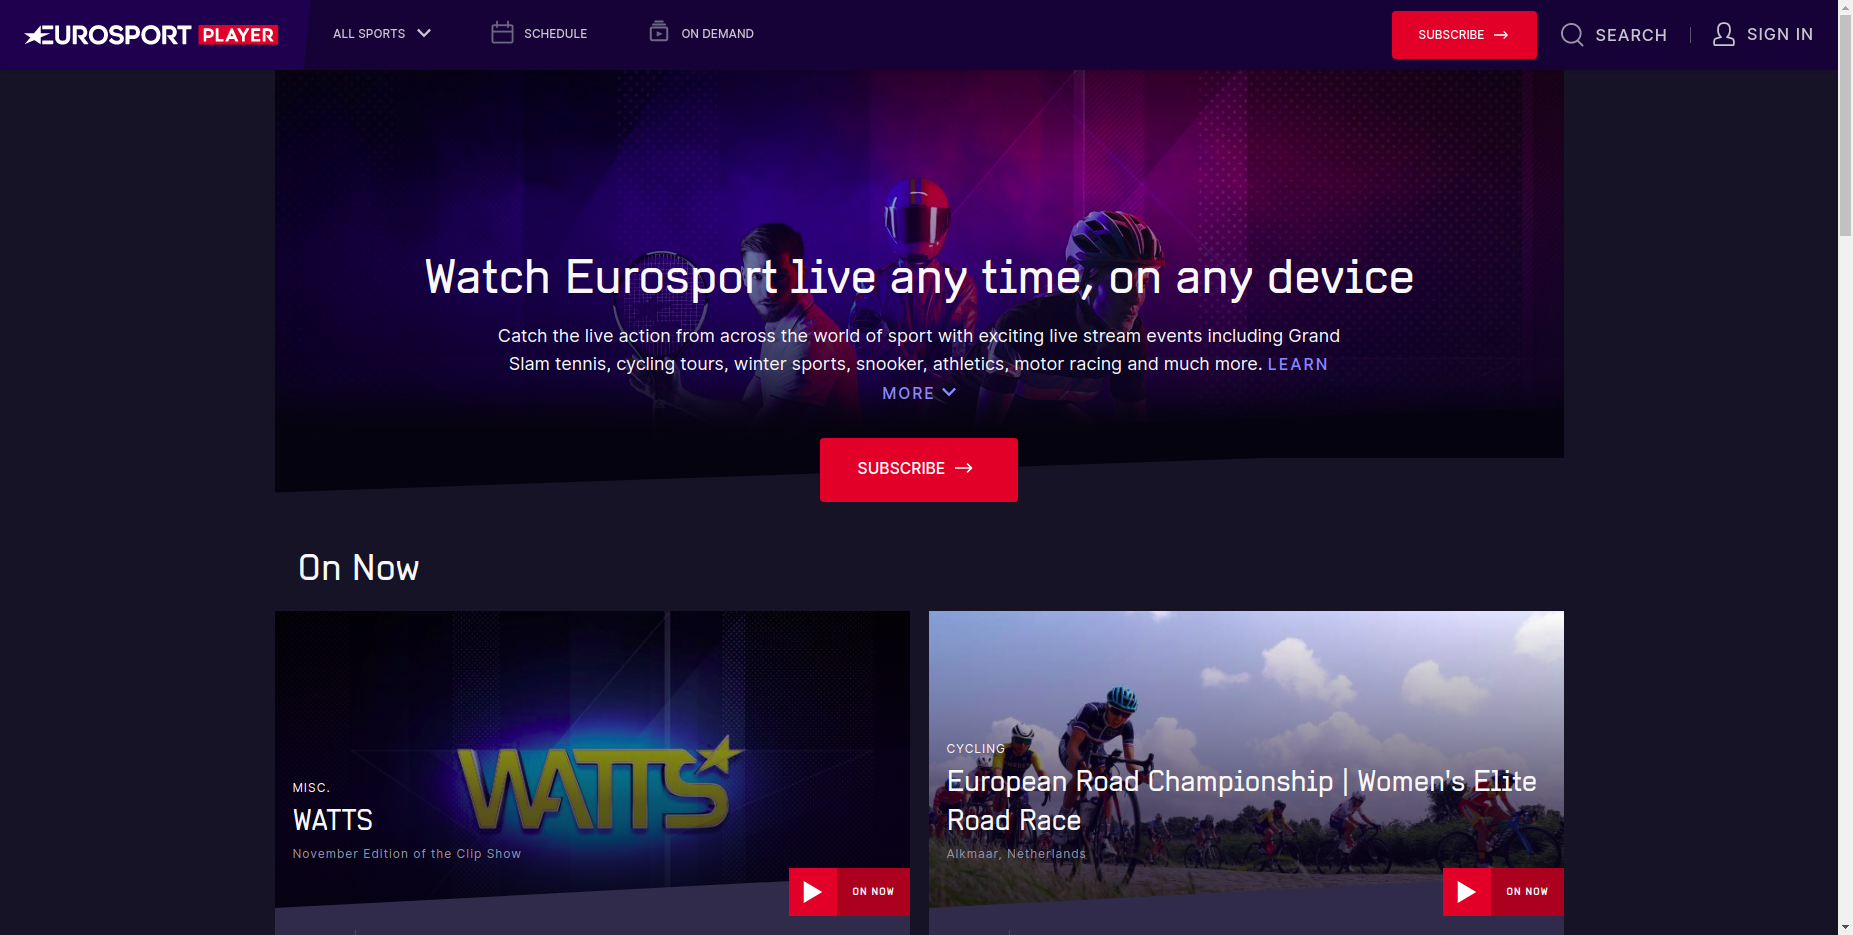 EUROSPORT PLAYER
ALL SPORTS
SCHEDULE
ON DEMAND
SUBSCRIBE
SEARCH
SIGN IN
Watch Eurosport live any time, on any device
Catch the live action from across the world of sport with exciting live stream events including Grand
Slam tennis, cycling tours, winter sports, snooker, athletics, motor racing and much more. LEARN
MORE
SUBSCRIBE
On Now
WATTS
MISC.
WATTS
November Edition of the Clip Show
ON NOW
CYCLING
European Road Championship | Women's Elite
Road Race
Alkmaar, Netherlands
ON NOW